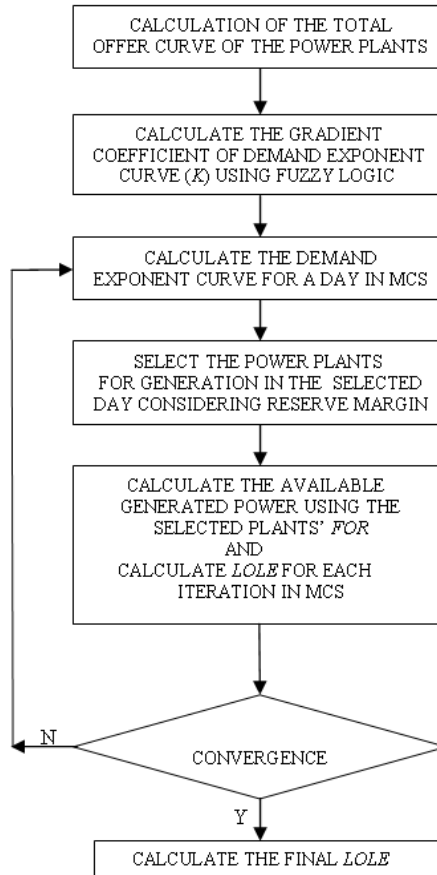 CALCULATION OF THE TOTAL
OFFER CURVE OF THE POWER PLANTS
CALCULATE THE GRADIENT
COEFFICIENT OF DEMAND EXPONENT
CURVE (K) USING FUZZY LOGIC
CALCULATE THE DEMAND
EXPONENT CURVE FOR A DAY IN MCS
SELECT THE POWER PLANTS
FOR GENERATION IN THE SELECTED
DAY CONSIDERING RESERVE MARGIN
CALCULATE THE AVAILABLE
GENERATED POWER USING THE
SELECTED PLANTS' FOR
AND
CALCULATE LOLE FOR EACH
ITERATION IN MCS
N
CONVERGENCE
Y
CALCULATE THE FINAL LOLE